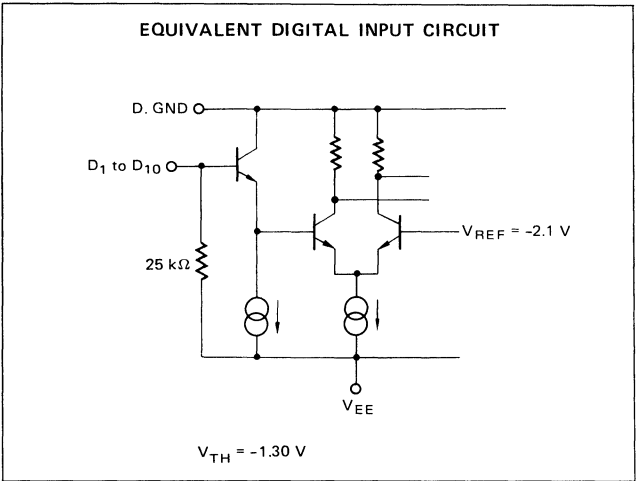 EQUIVALENT DIGITAL INPUT CIRCUIT
D. GND
D1 to D10
VREF = -2.1 V
25 kΩ
VEE
VTH = -1.30 V